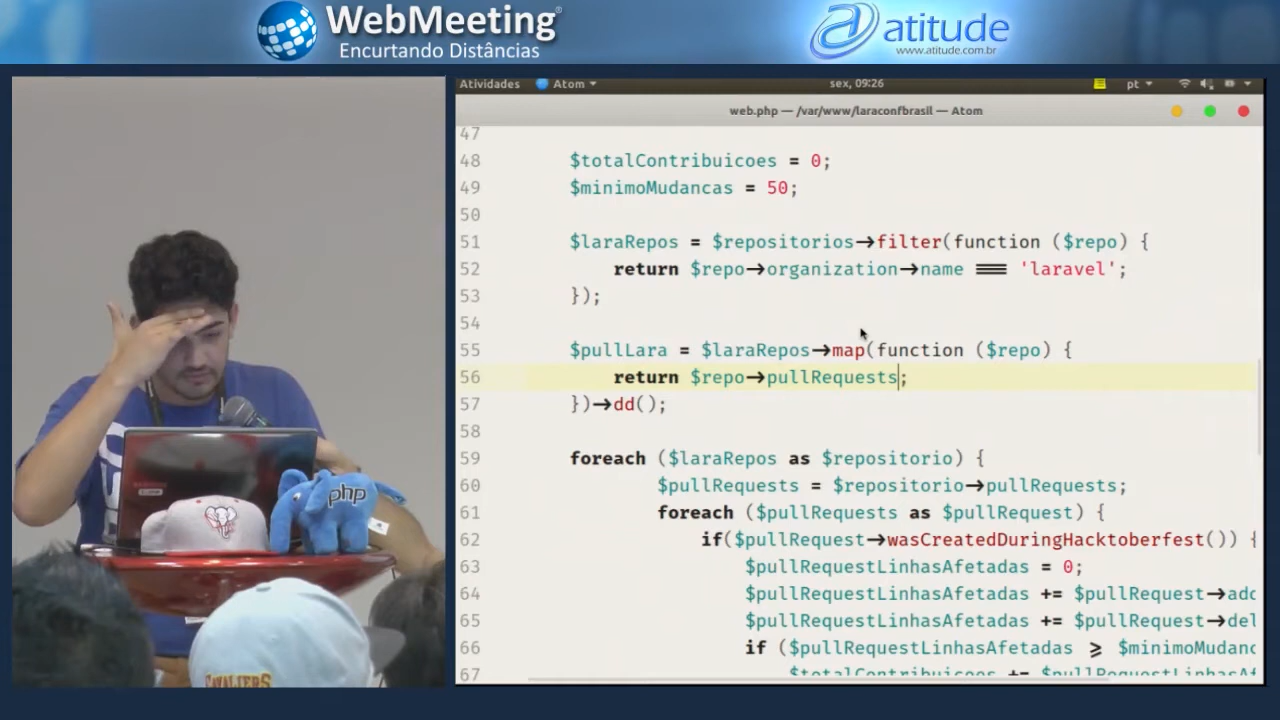 WebMeeting
Encurtando Distâncias
atitude
www.atitude.com.br
Atividades Atom sex, 09:26 pt
web.php — /var/www/laraconfbrasil — Atom
47
48 $totalContribuicoes = 0;
49 $minimoMudancas = 50;
50
51 $laraRepos = $repositorios→filter(function ($repo) {
52 return $repo→organization→name ≡ 'laravel';
53 });
54
55 $pullLara = $laraRepos→map(function ($repo) {
56 return $repo→pullRequests;
57 })→dd();
58
59 foreach ($laraRepos as $repositorio) {
60 $pullRequests = $repositorio→pullRequests;
61 foreach ($pullRequests as $pullRequest) {
62 if($pullRequest→wasCreatedDuringHacktoberfest()) {
63 $pullRequestLinhasAfetadas = 0;
64 $pullRequestLinhasAfetadas += $pullRequest→add
65 $pullRequestLinhasAfetadas += $pullRequest→del
66 if ($pullRequestLinhasAfetadas ⩾ $minimoMudanc
67 $totalContribuicoes += $pullRequestLinhasAf
php
CAVALIERS